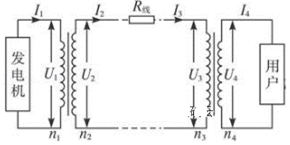 I₁ I₂ R线 I₃ I₄
发电机 U₁ U₂ U₃ U₄ 用户
n₁ n₂ n₃ n₄